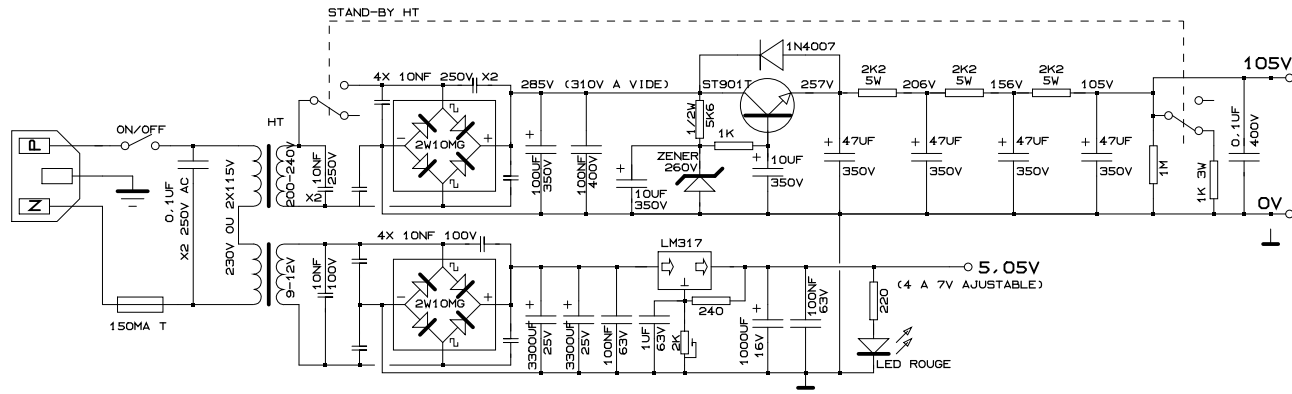 STAND-BY HT
1N4007
4X 10NF 250V X2
285V (310V A VIDE)
ST901T
257V
2K2
5W
206V
2K2
5W
156V
2K2
5W
105V
105V
ON/OFF
HT
P
N
0,1UF
X2 250V AC
230V OU 2X115V
200-240V
10NF
250V
X2
2W10MG
-
+
+
100UF
350V
100NF
400V
1/2W
5K6
1K
ZENER
260V
+
10UF
350V
+
10UF
350V
+
47UF
350V
+
47UF
350V
+
47UF
350V
+
47UF
350V
1M
1K 3W
0,1UF
400V
0V
150MA T
9-12V
10NF
100V
4X 10NF 100V
2W10MG
-
+
+
3300UF
25V
+
3300UF
25V
100NF
63V
1UF
63V
LM317
240
2K
+
1000UF
16V
100NF
63V
220
LED ROUGE
5,05V
(4 A 7V AJUSTABLE)